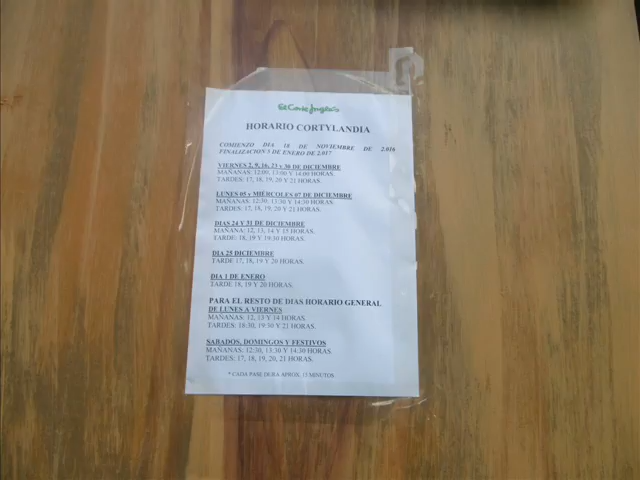 El Corte Inglés
HORARIO CORTYLANDIA
COMIENZO DIA 18 DE NOVIEMBRE DE 2.016
FINALIZACION 5 DE ENERO DE 2.017
VIERNES 2, 9, 16, 23 y 30 DE DICIEMBRE
MAÑANAS: 12:00, 13:00 Y 14:00 HORAS.
TARDES: 17, 18, 19, 20 Y 21 HORAS
LUNES 05 y MIÉRCOLES 07 DE DICIEMBRE
MAÑANAS: 12:30, 13:30 Y 14:30 HORAS.
TARDES: 17, 18, 19, 20 Y 21 HORAS.
DIAS 24 Y 31 DE DICIEMBRE
MAÑANA: 12, 13, 14 Y 15 HORAS.
TARDE: 18, 19 Y 19:30 HORAS.
DIA 25 DICIEMBRE
TARDE 17, 18, 19 Y 20 HORAS.
DIA 1 DE ENERO
TARDE 18, 19 Y 20 HORAS.
PARA EL RESTO DE DIAS HORARIO GENERAL
DE LUNES A VIERNES
MAÑANAS: 12, 13 Y 14 HORAS.
TARDES: 18:30, 19:30 Y 21 HORAS.
SABADOS, DOMINGOS Y FESTIVOS
MAÑANAS: 12:30, 13:30 Y 14:30 HORAS.
TARDES: 17, 18, 19, 20, 21 HORAS.
* CADA PASE DURA APROX. 15 MINUTOS